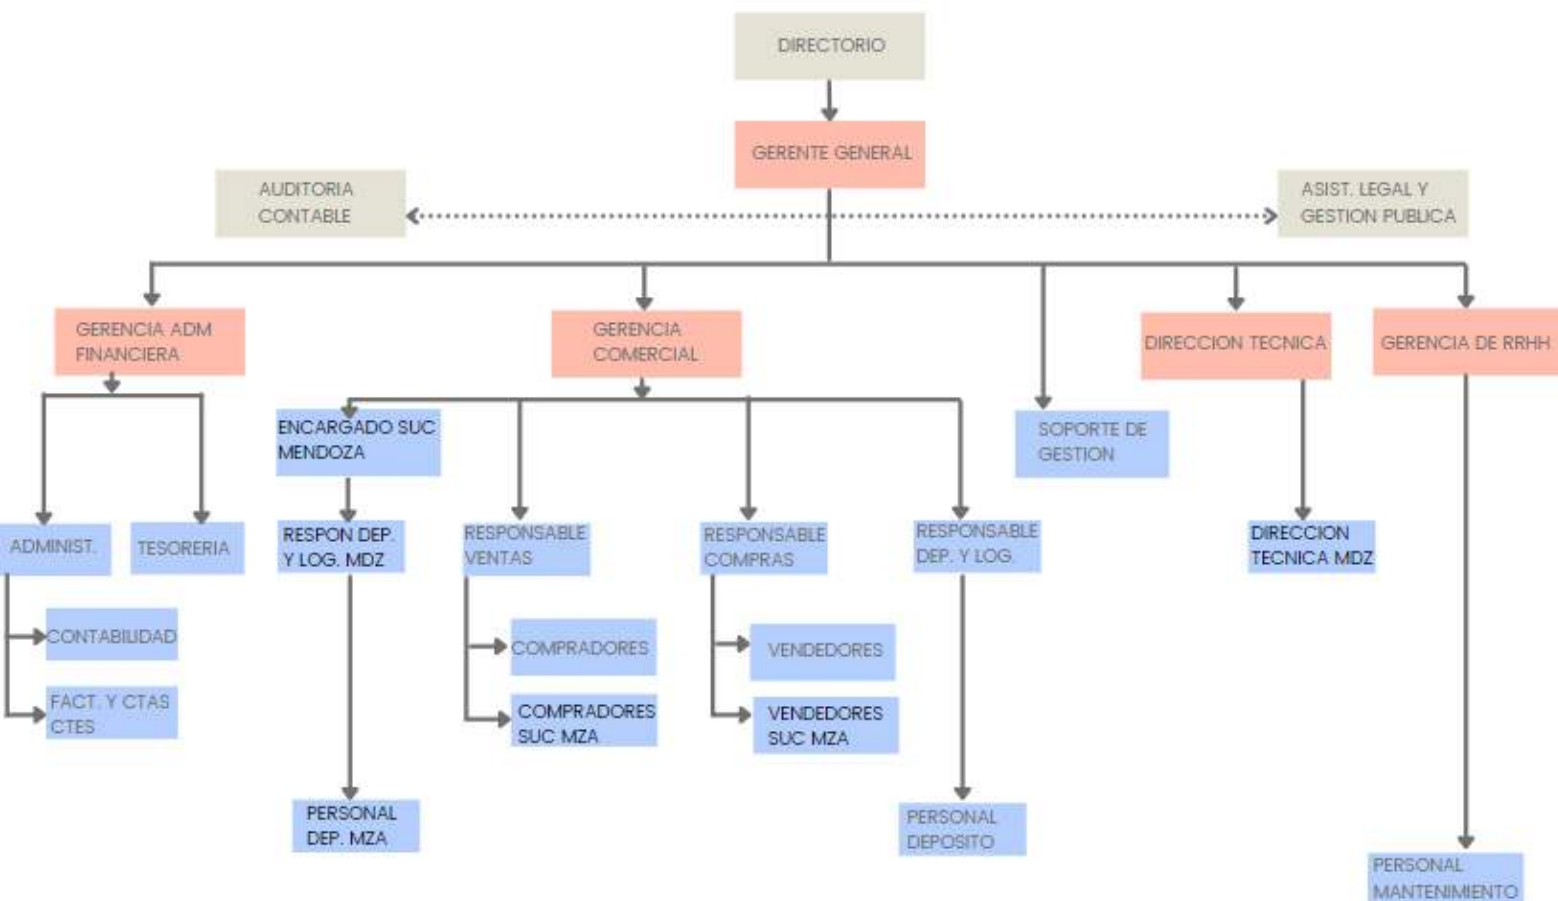 DIRECTORIO
GERENTE GENERAL
AUDITORIA
CONTABLE
ASIST. LEGAL Y
GESTION PUBLICA
GERENCIA ADM
FINANCIERA
GERENCIA
COMERCIAL
DIRECCION TECNICA
GERENCIA DE RRHH
ENCARGADO SUC
MENDOZA
SOPORTE DE
GESTION
ADMINIST.
TESORERIA
RESPON DEP.
Y LOG. MDZ
RESPONSABLE
VENTAS
RESPONSABLE
COMPRAS
RESPONSABLE
DEP. Y LOG.
DIRECCION
TECNICA MDZ
CONTABILIDAD
COMPRADORES
VENDEDORES
FACT. Y CTAS
CTES
COMPRADORES
SUC MZA
VENDEDORES
SUC MZA
PERSONAL
DEP. MZA
PERSONAL
DEPOSITO
PERSONAL
MANTENIMIENTO